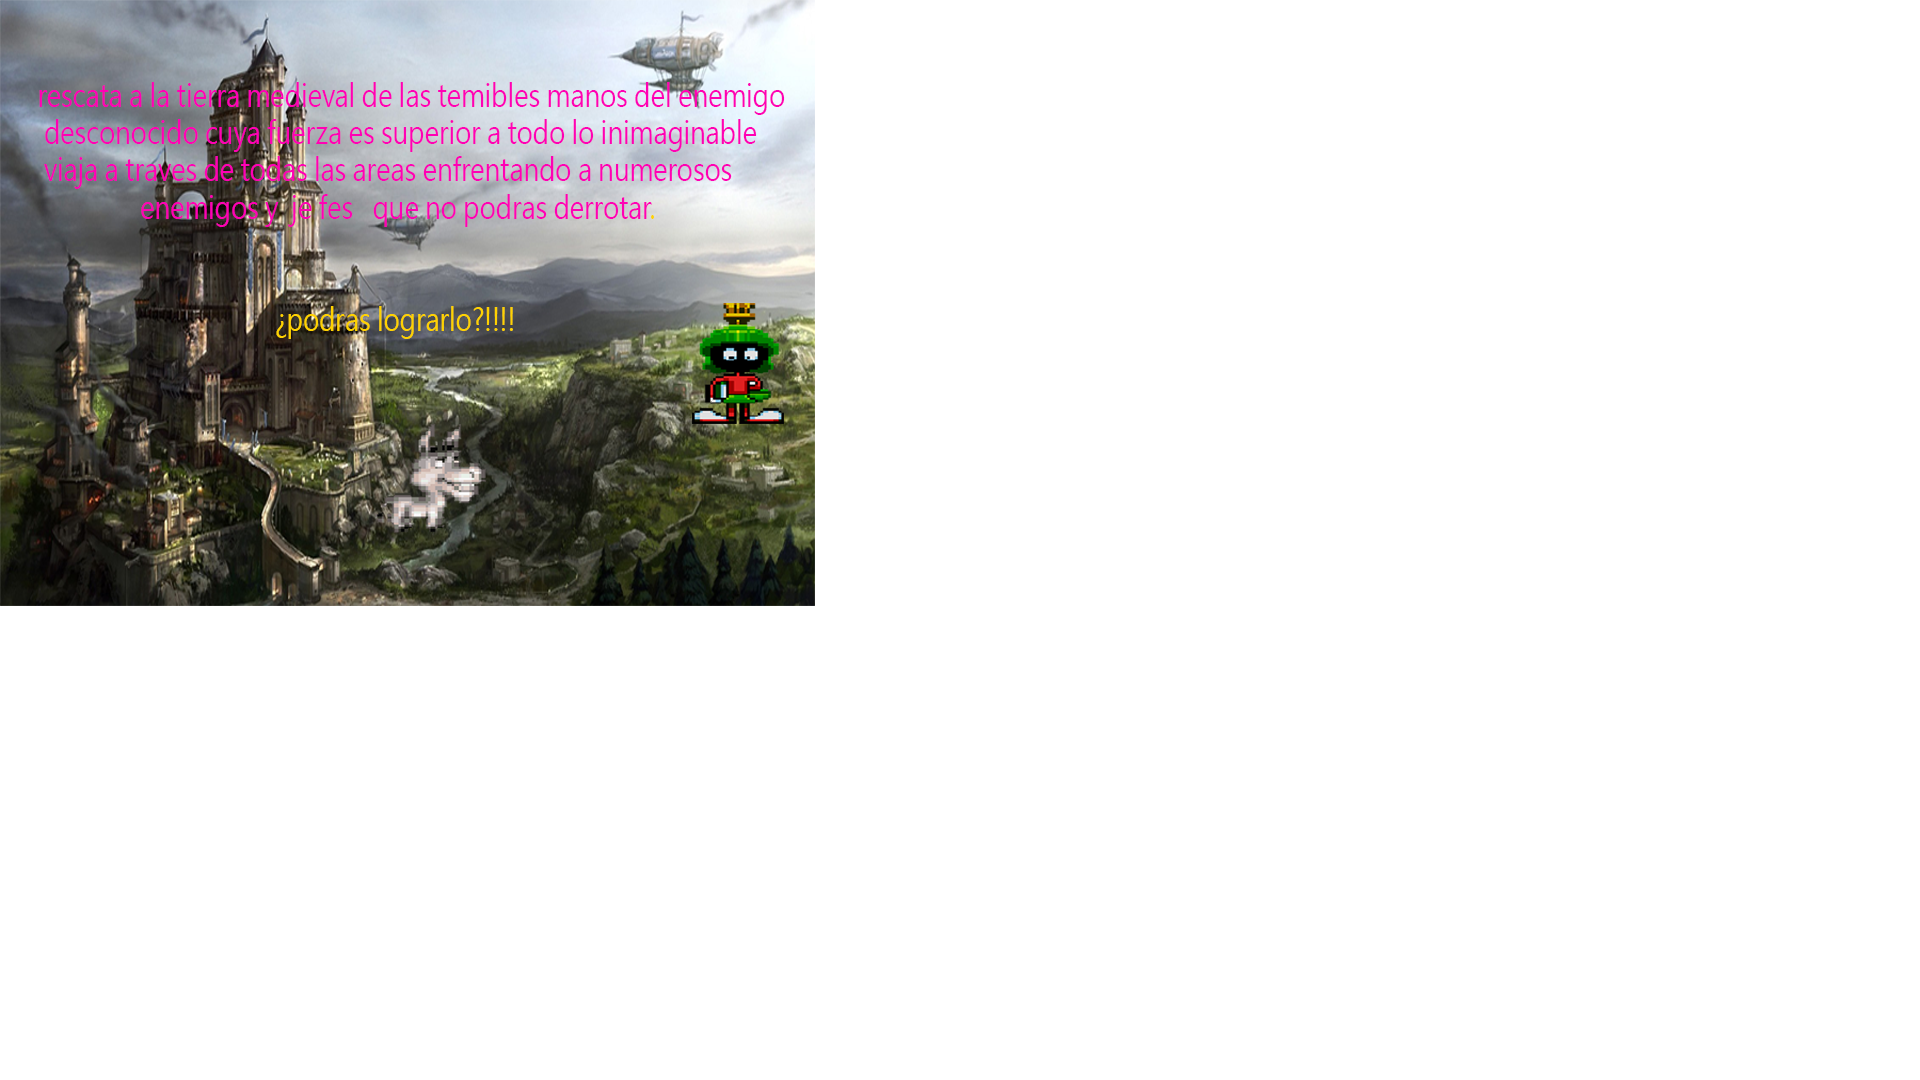 rescata a la tierra medieval de las temibles manos del enemigo
desconocido cuya fuerza es superior a todo lo inimaginable
viaja a traves de todas las areas enfrentando a numerosos
enemigos y je fes que no podras derrotar.
¿podras lograrlo?!!!!